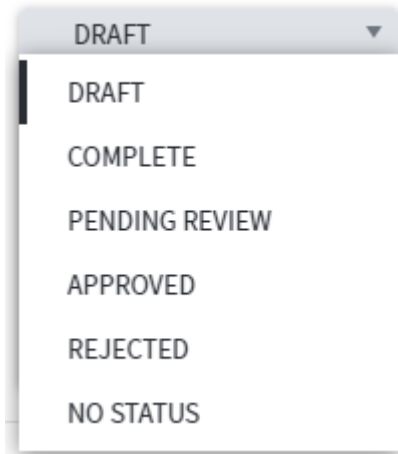 DRAFT
DRAFT
COMPLETE
PENDING REVIEW
APPROVED
REJECTED
NO STATUS